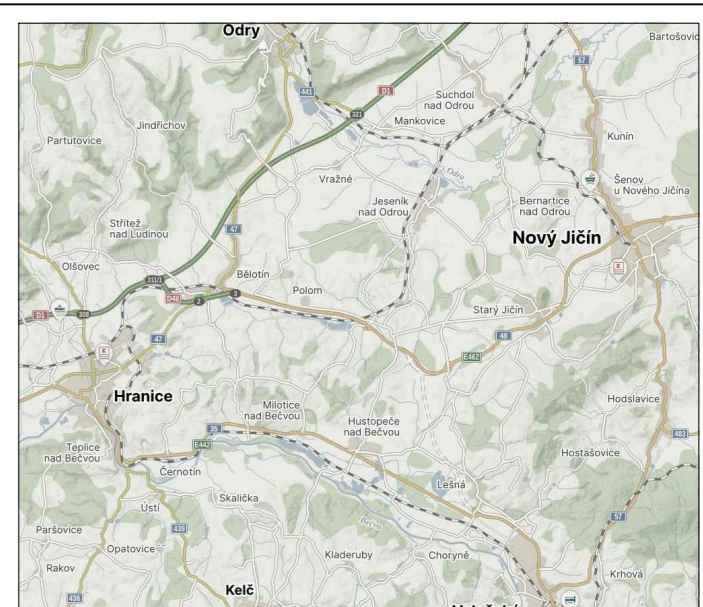 Odry
57
Bartošovic
D1
441
Suchdol
nad Odrou
321
Mankovice
Jindřichov
Kunín
Partutovice
Odra
Vražné
Šenov
u Nového Jičína
Jeseník
nad Odrou
Bernartice
nad Odrou
Střítež
nad Ludinou
47
Nový Jičín
Olšovec
Bělotín
311/1
Polom
D48
2
3
Starý Jičín
D1
308
47
48
E462
Hranice
Milotice
nad Bečvou
Hodslavice
Hustopeče
nad Bečvou
35
483
Teplice
nad Bečvou
E442
Hostašovice
Černotín
Lešná
Skalička
Ústí
57
Bečva
439
Paršovice
Opatovice
Kladeruby
Choryně
Rakov
Krhová
Kelč
438